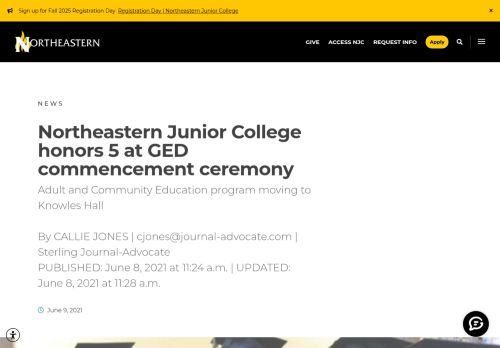 Sign up for Fall 2025 Registration Day Registration Day | Northeastern Junior College ×
NORTHEASTERN GIVE ACCESS NJC REQUEST INFO Apply
NEWS
Northeastern Junior College
honors 5 at GED
commencement ceremony
Adult and Community Education program moving to
Knowles Hall
By CALLIE JONES | cjones@journal-advocate.com |
Sterling Journal-Advocate
PUBLISHED: June 8, 2021 at 11:24 a.m. | UPDATED:
June 8, 2021 at 11:28 a.m.
June 9, 2021